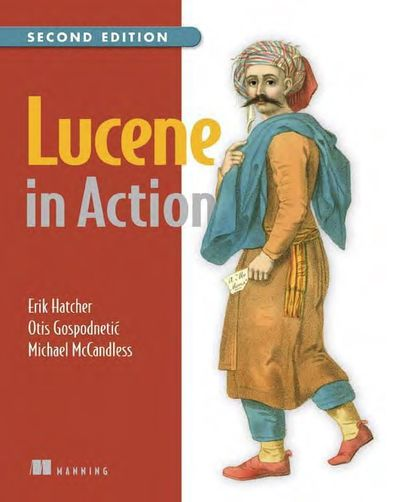 SECOND EDITION
Lucene
in Action
Erik Hatcher
Otis Gospodnetić
Michael McCandless
MANNING